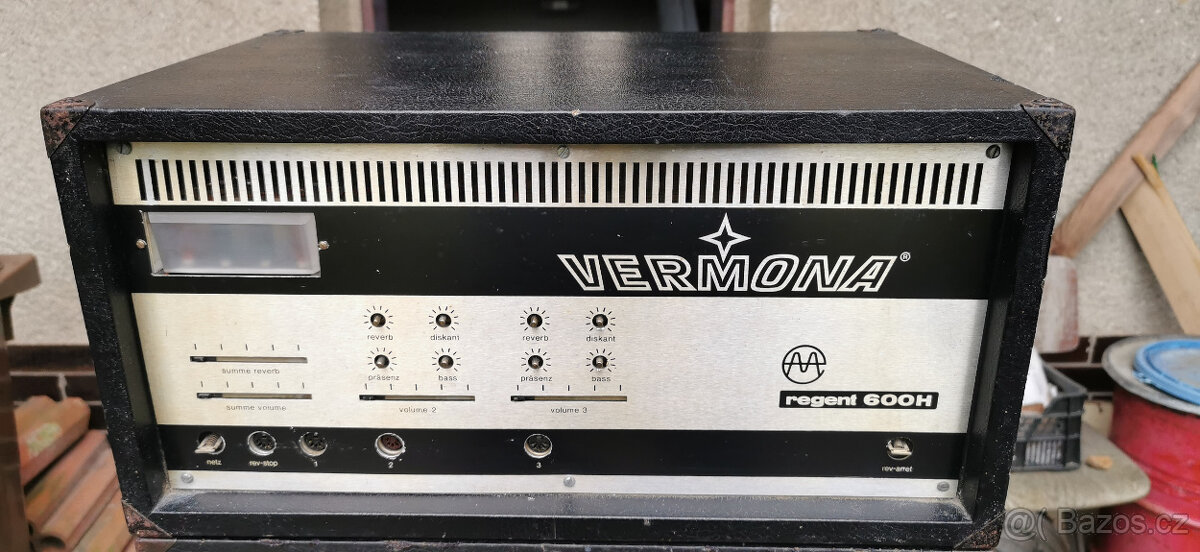 VERMONA®
reverb diskant reverb diskant
summe reverb
präsenz bass präsenz bass
summe volume
volume 2
volume 3
regent 600H
netz rev-stop 1 2 3 rev-arret
@( Bazos.cz